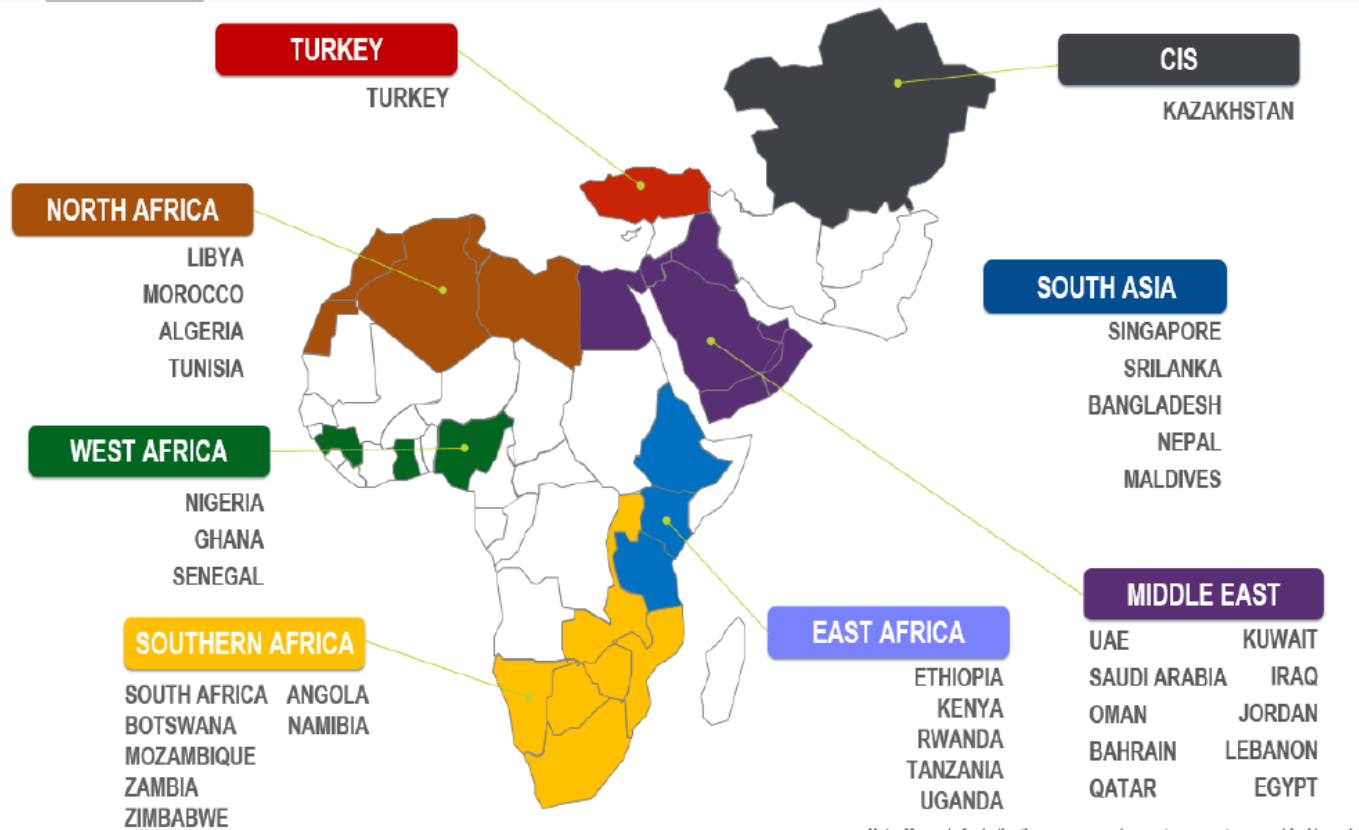 TURKEY
TURKEY
CIS
KAZAKHSTAN
NORTH AFRICA
LIBYA
MOROCCO
ALGERIA
TUNISIA
SOUTH ASIA
SINGAPORE
SRILANKA
BANGLADESH
NEPAL
MALDIVES
WEST AFRICA
NIGERIA
GHANA
SENEGAL
SOUTHERN AFRICA
SOUTH AFRICA ANGOLA
BOTSWANA NAMIBIA
MOZAMBIQUE
ZAMBIA
ZIMBABWE
EAST AFRICA
ETHIOPIA
KENYA
RWANDA
TANZANIA
UGANDA
MIDDLE EAST
UAE KUWAIT
SAUDI ARABIA IRAQ
OMAN JORDAN
BAHRAIN LEBANON
QATAR EGYPT